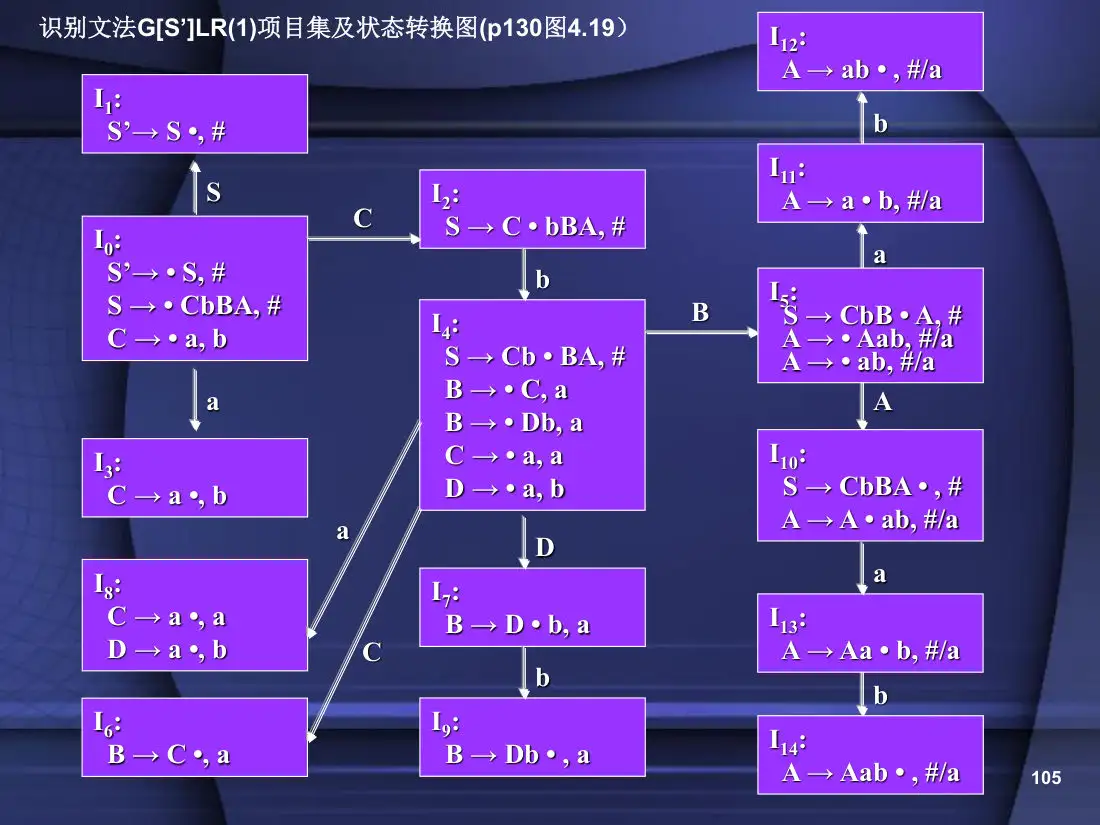 识别文法G[S’]LR(1)项目集及状态转换图(p130图4.19）
I1:
S’→ S •, #
S
I0:
S’→ • S, #
S → • CbBA, #
C → • a, b
a
I3:
C → a •, b
I8:
C → a •, a
D → a •, b
I6:
B → C •, a
C
I2:
S → C • bBA, #
b
I4:
S → Cb • BA, #
B → • C, a
B → • Db, a
C → • a, a
D → • a, b
a
C
D
I7:
B → D • b, a
b
I9:
B → Db • , a
B
I12:
A → ab • , #/a
b
I11:
A → a • b, #/a
a
I5:
S → CbB • A, #
A → • Aab, #/a
A → • ab, #/a
A
I10:
S → CbBA • , #
A → A • ab, #/a
a
I13:
A → Aa • b, #/a
b
I14:
A → Aab • , #/a
105